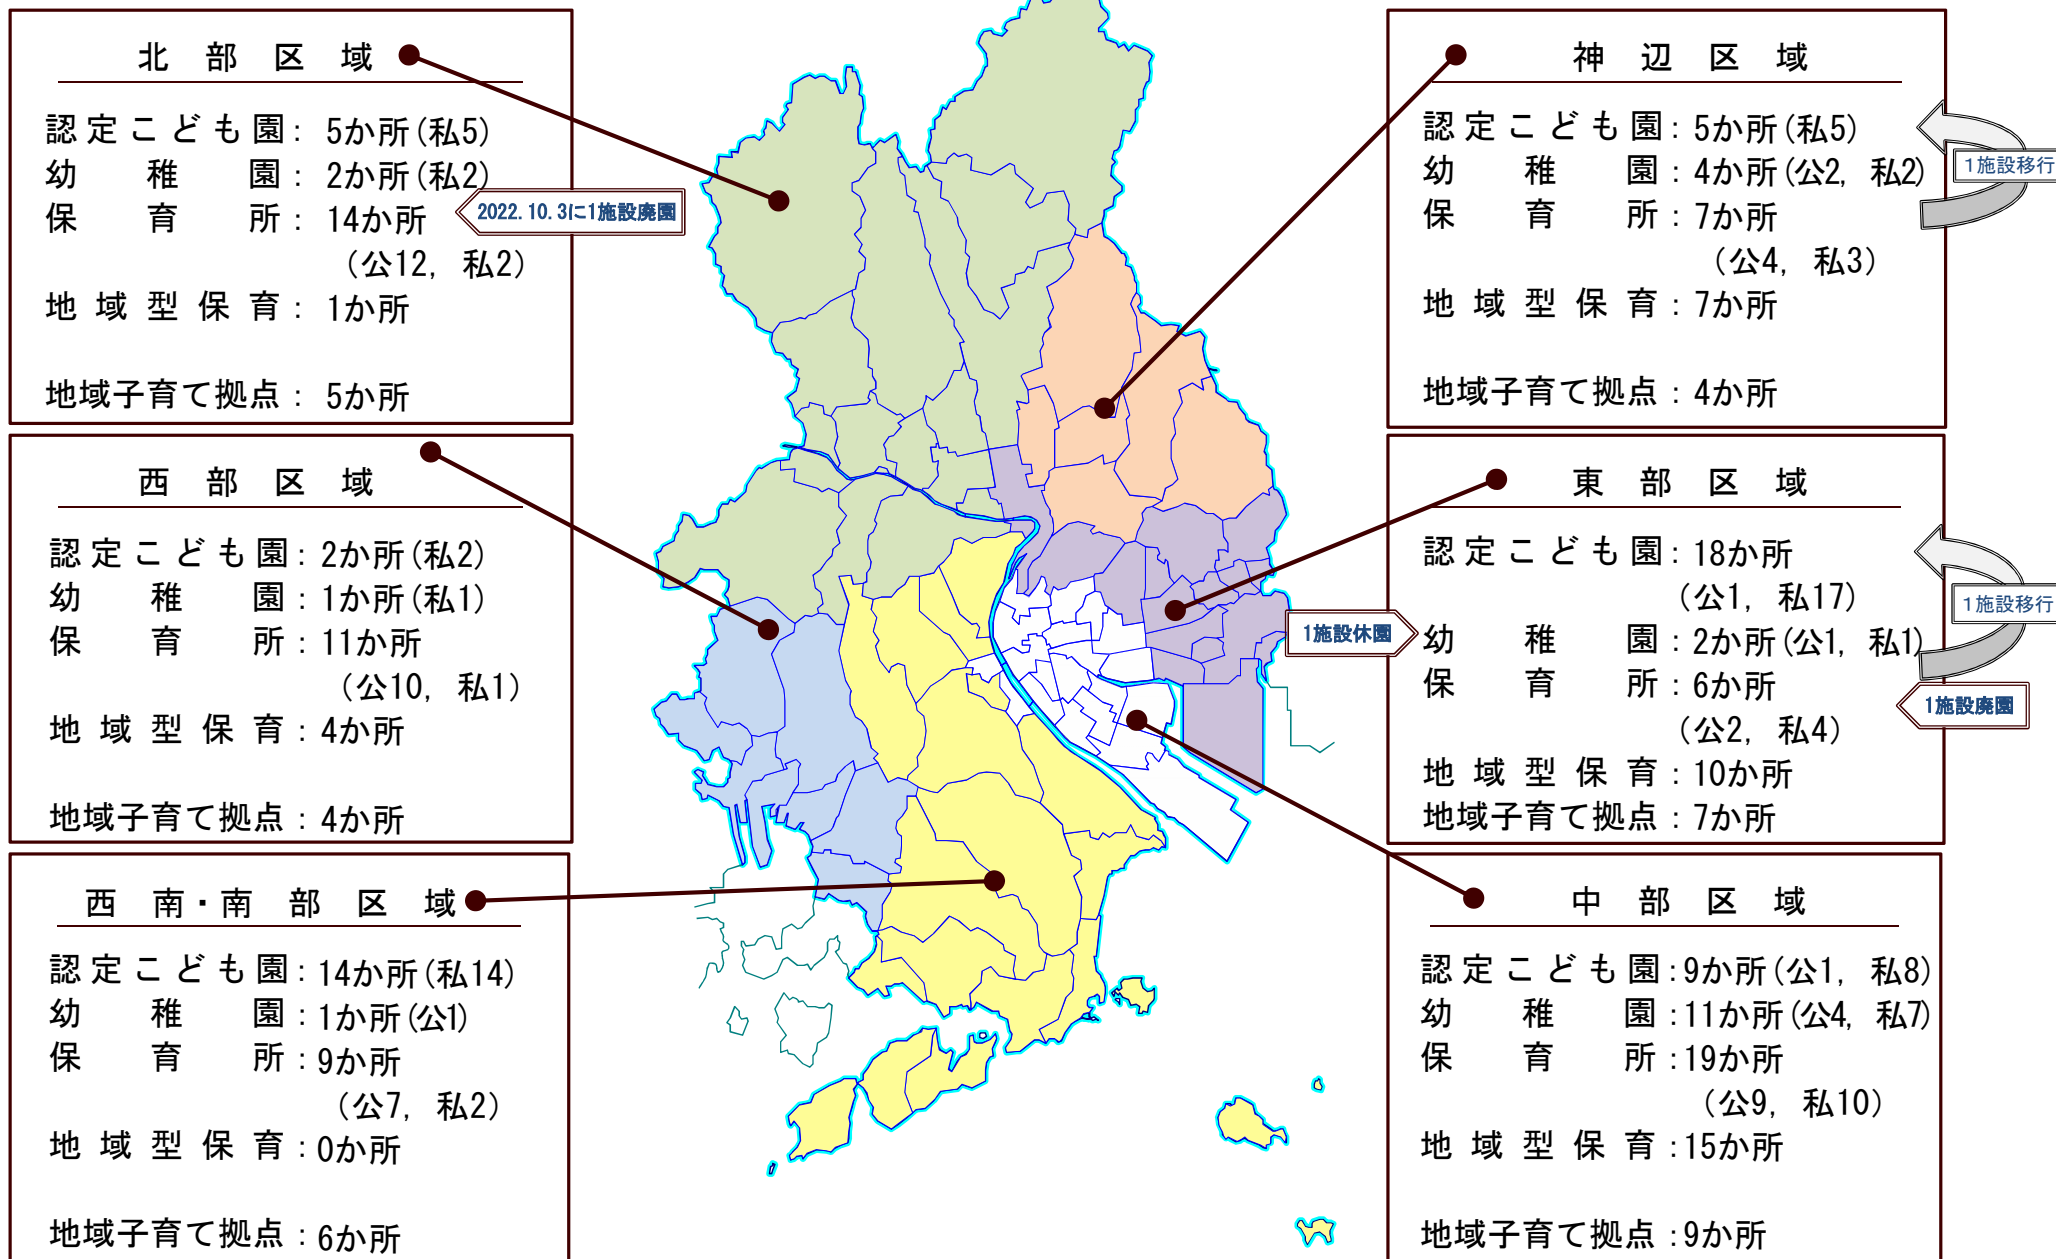 北部区域
認定こども園：5か所(私5)
幼稚園：2か所(私2)
保育所：14か所
（公12，私2）
地域型保育：1か所
地域子育て拠点：5か所
2022.10.3に1施設廃園
西部区域
認定こども園：2か所(私2)
幼稚園：1か所(私1)
保育所：11か所
（公10，私1）
地域型保育：4か所
地域子育て拠点：4か所
西南・南部区域
認定こども園：14か所(私14)
幼稚園：1か所(公1)
保育所：9か所
（公7，私2）
地域型保育：0か所
地域子育て拠点：6か所
神辺区域
認定こども園：5か所(私5)
幼稚園：4か所(公2，私2)
保育所：7か所
（公4，私3）
地域型保育：7か所
地域子育て拠点：4か所
1施設移行
東部区域
認定こども園：18か所
（公1，私17）
幼稚園：2か所(公1，私1)
保育所：6か所
（公2，私4）
地域型保育：10か所
地域子育て拠点：7か所
1施設移行
1施設休園
1施設廃園
中部区域
認定こども園：9か所(公1，私8)
幼稚園：11か所(公4，私7)
保育所：19か所
（公9，私10）
地域型保育：15か所
地域子育て拠点：9か所